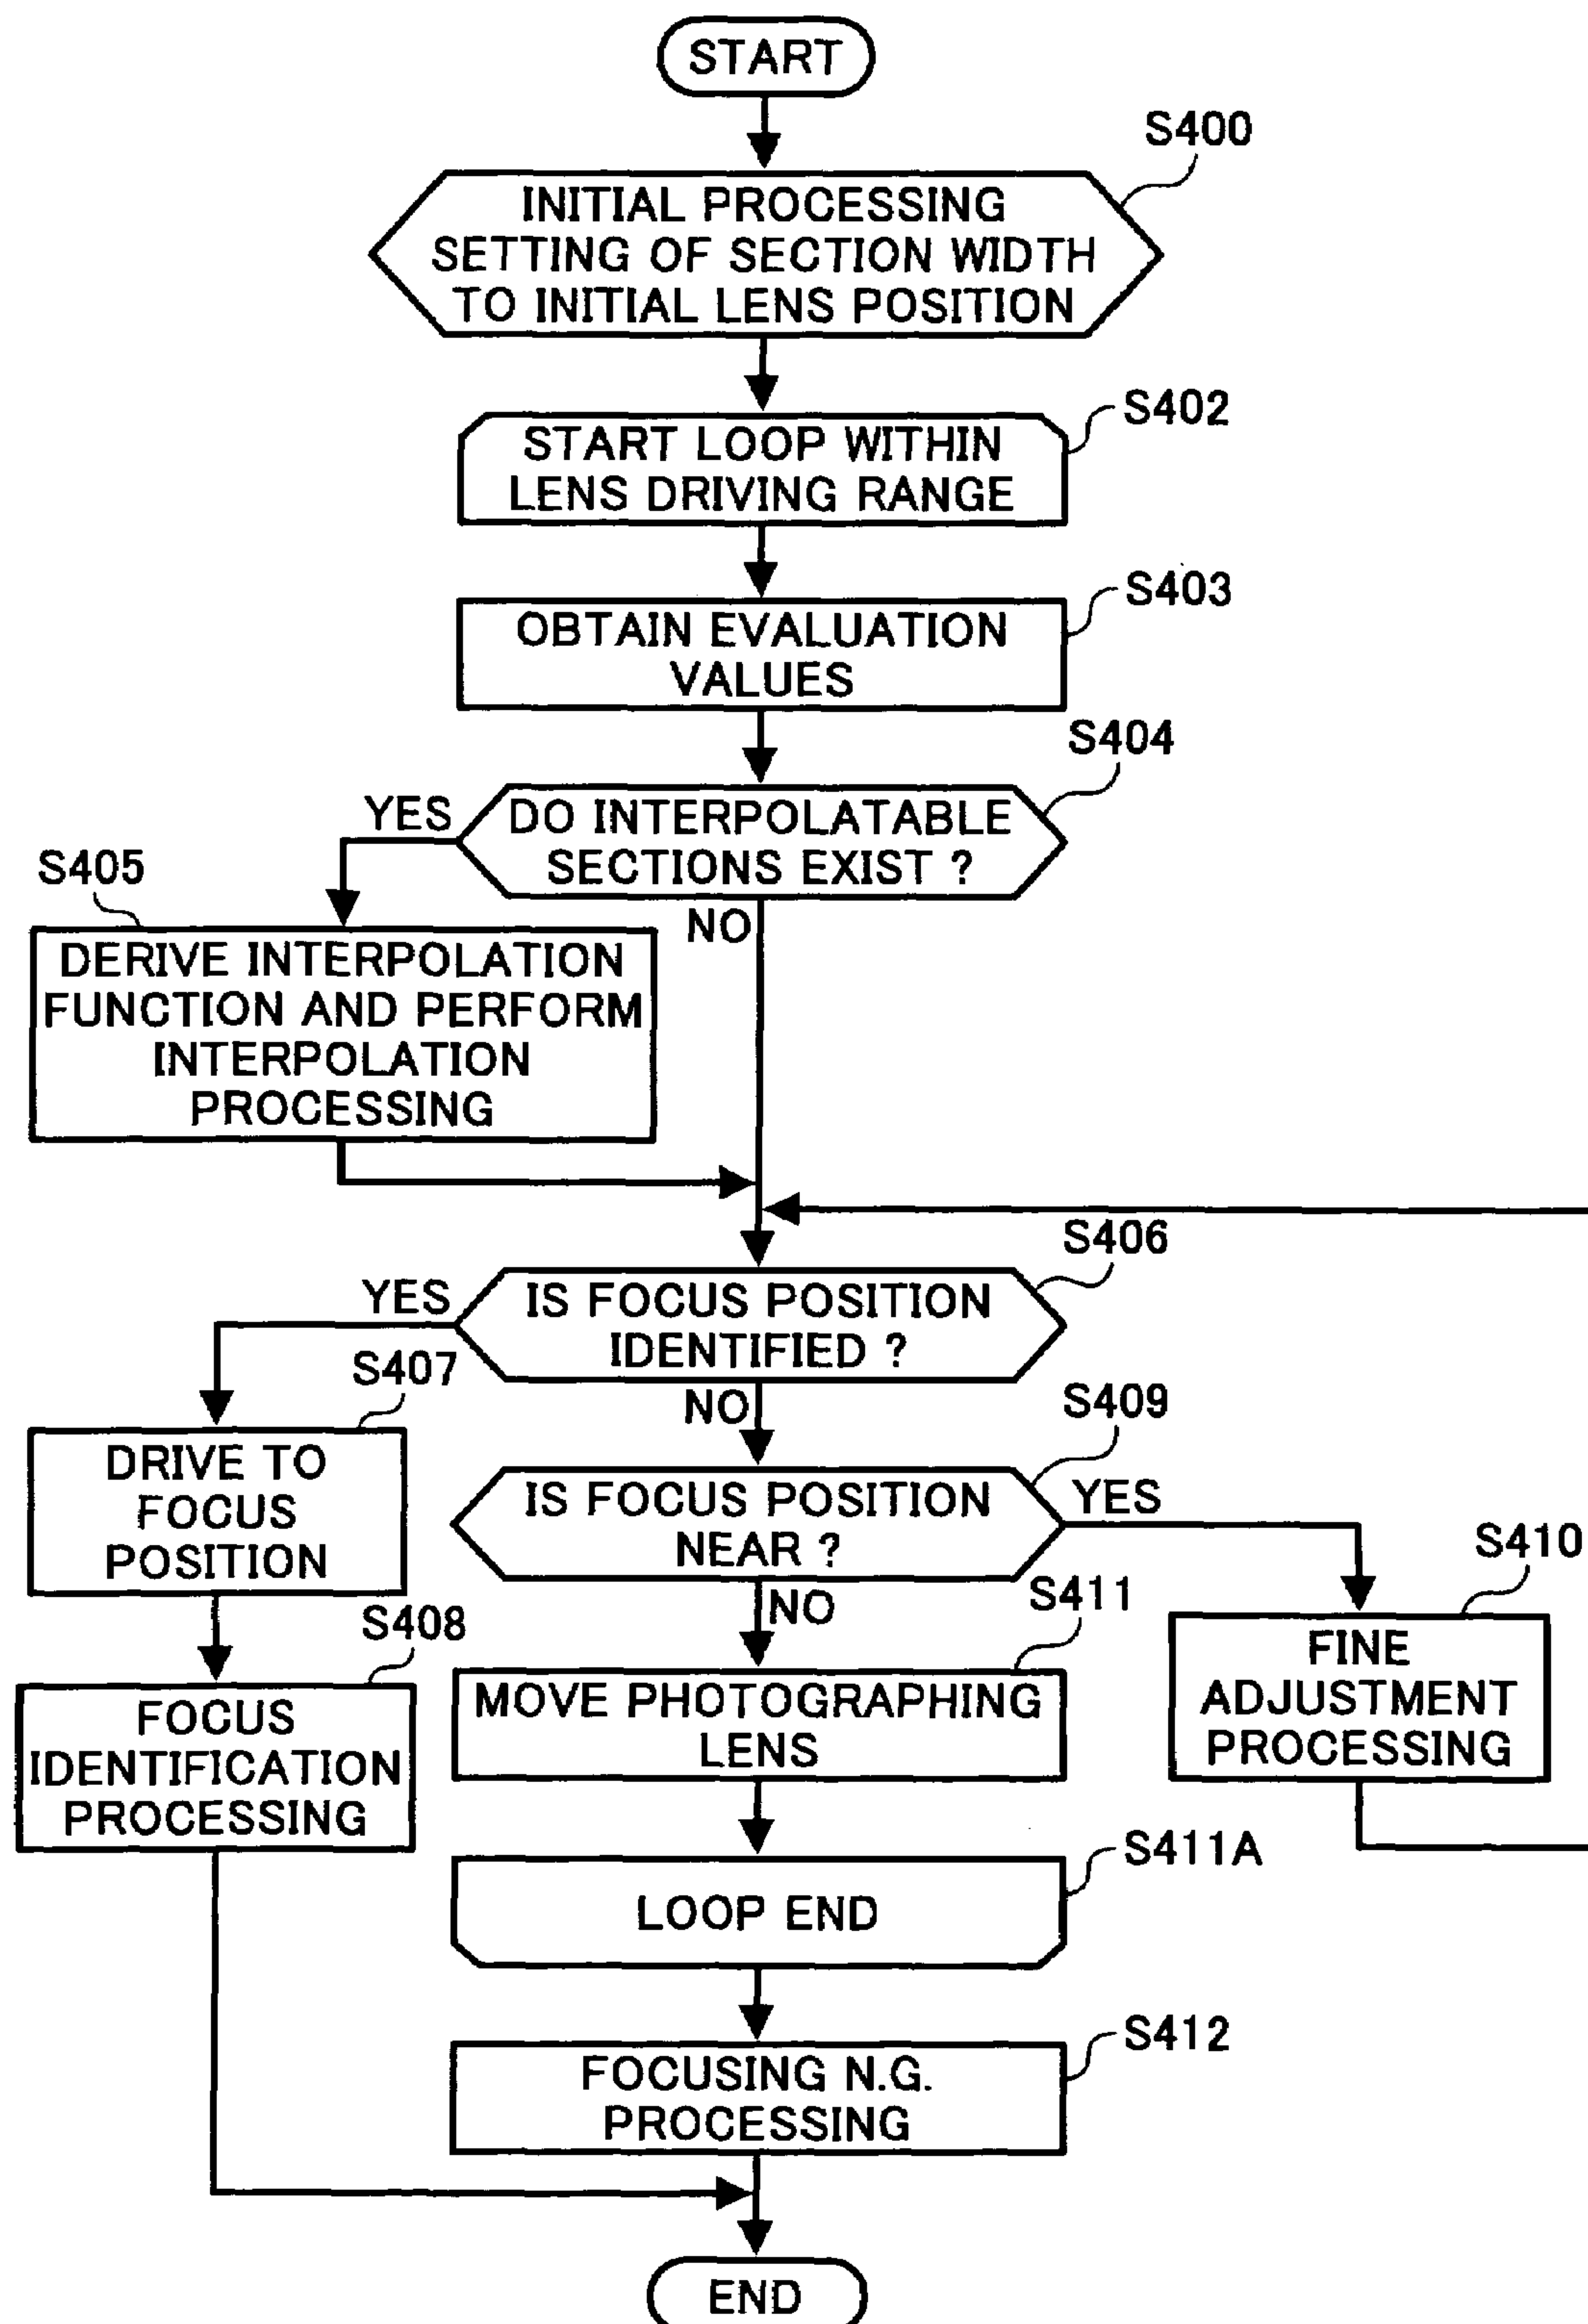 START
S400
INITIAL PROCESSING
SETTING OF SECTION WIDTH
TO INITIAL LENS POSITION
S402
START LOOP WITHIN
LENS DRIVING RANGE
S403
OBTAIN EVALUATION
VALUES
S404
YES
DO INTERPOLATABLE
SECTIONS EXIST ?
NO
S405
DERIVE INTERPOLATION
FUNCTION AND PERFORM
INTERPOLATION
PROCESSING
S406
YES
IS FOCUS POSITION
IDENTIFIED ?
NO
S407
DRIVE TO
FOCUS
POSITION
S409
IS FOCUS POSITION
NEAR ?
YES
NO
S408
FOCUS
IDENTIFICATION
PROCESSING
S410
FINE
ADJUSTMENT
PROCESSING
S411
MOVE PHOTOGRAPHING
LENS
S411A
LOOP END
S412
FOCUSING N.G.
PROCESSING
END